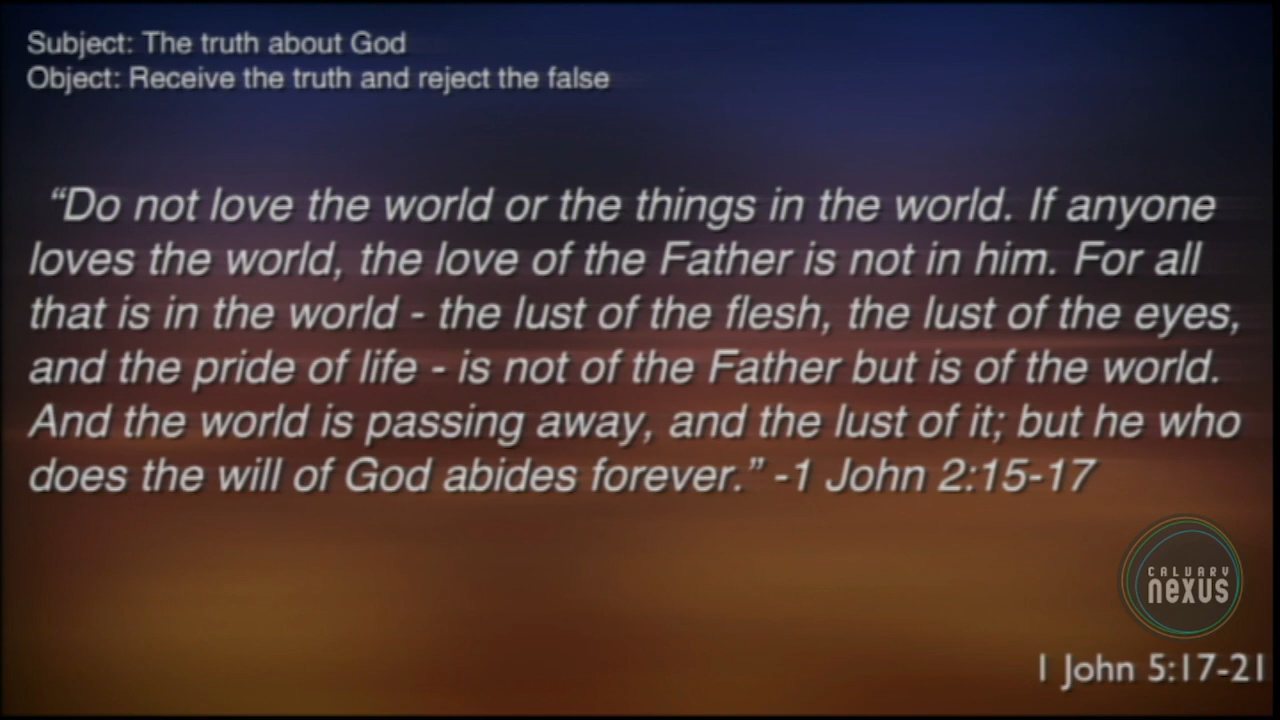 Subject: The truth about God
Object: Receive the truth and reject the false
“Do not love the world or the things in the world. If anyone
loves the world, the love of the Father is not in him. For all
that is in the world - the lust of the flesh, the lust of the eyes,
and the pride of life - is not of the Father but is of the world.
And the world is passing away, and the lust of it; but he who
does the will of God abides forever.” -1 John 2:15-17
CALVARY
nexus
1 John 5:17-21